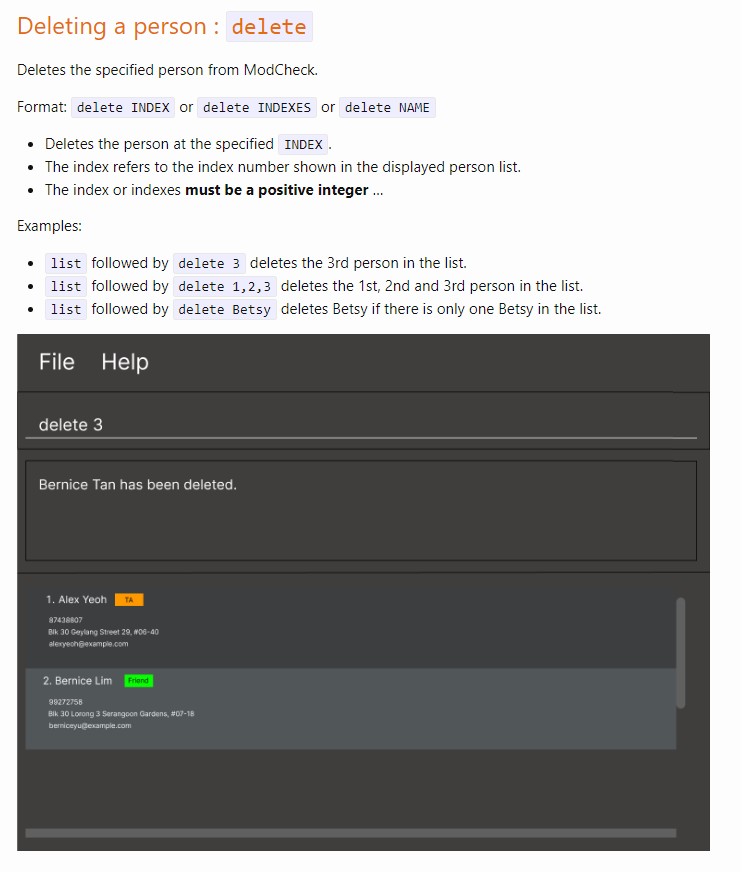 Deleting a person : delete
Deletes the specified person from ModCheck.
Format: delete INDEX or delete INDEXES or delete NAME
Deletes the person at the specified INDEX.
The index refers to the index number shown in the displayed person list.
The index or indexes must be a positive integer ...
Examples:
list followed by delete 3 deletes the 3rd person in the list.
list followed by delete 1,2,3 deletes the 1st, 2nd and 3rd person in the list.
list followed by delete Betsy deletes Betsy if there is only one Betsy in the list.
File Help
delete 3
Bernice Tan has been deleted.
1. Alex Yeoh TA
87438807
Blk 30 Geylang Street 29, #06-40
alexyeoh@example.com
2. Bernice Lim Friend
99272758
Blk 30 Lorong 3 Serangoon Gardens, #07-18
berniceyu@example.com